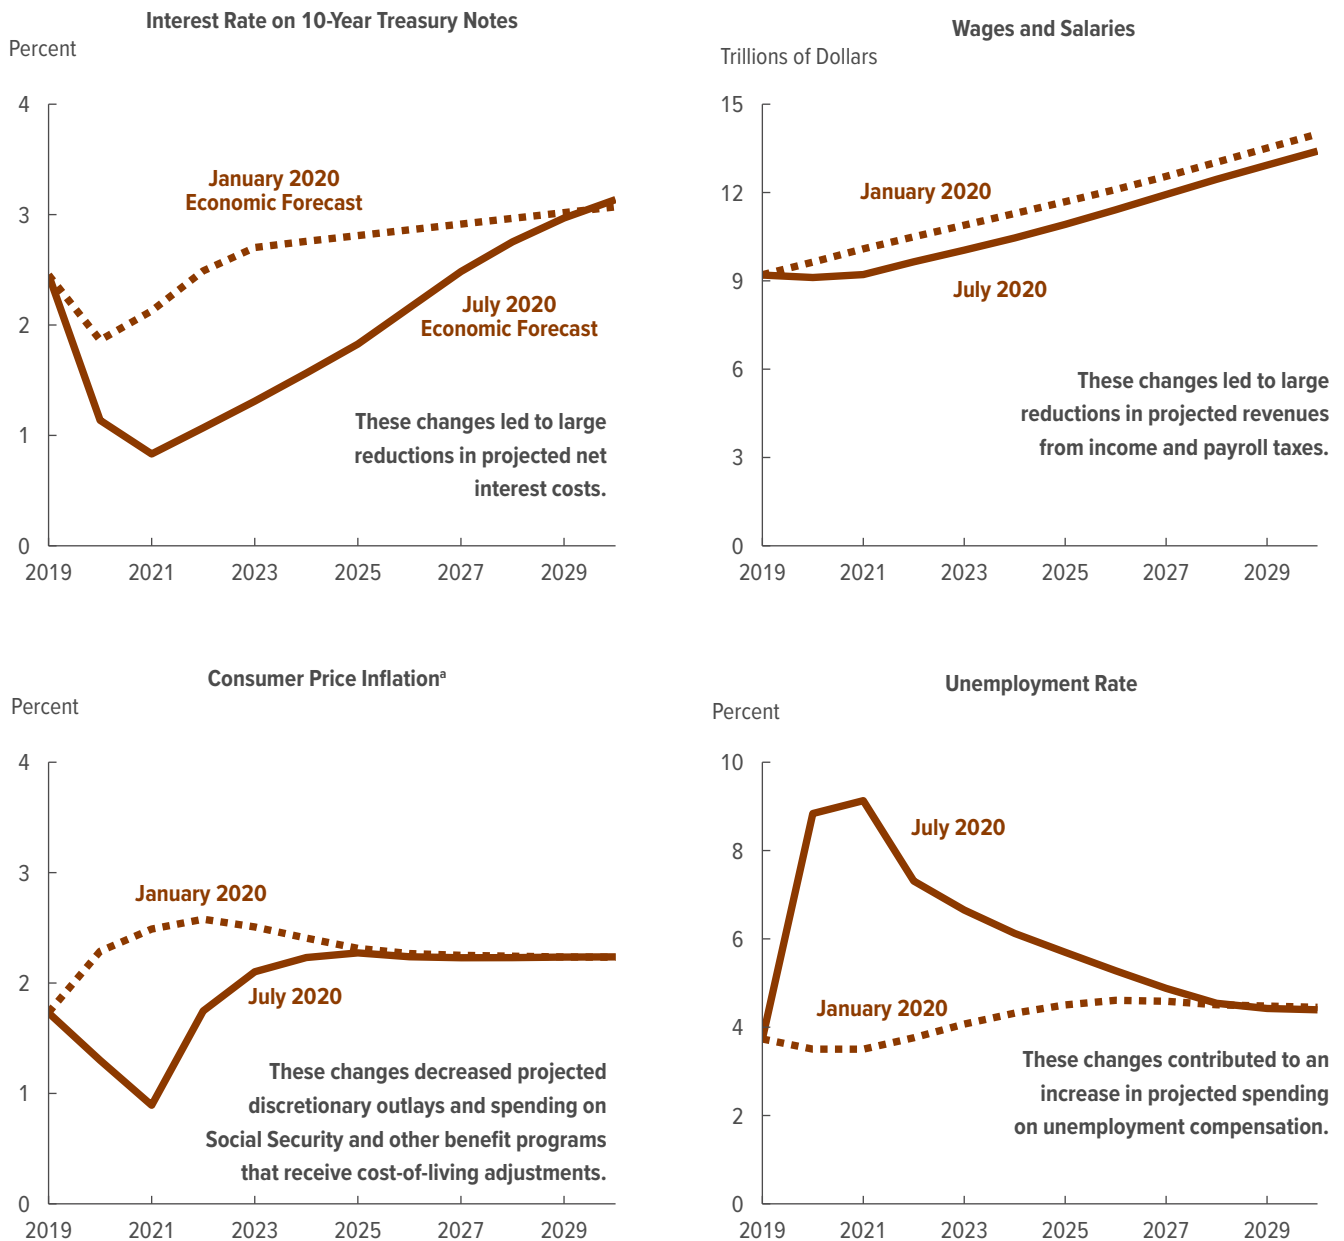 Interest Rate on 10-Year Treasury Notes
Percent
4
3
2
1
0
January 2020
Economic Forecast
July 2020
Economic Forecast
These changes led to large
reductions in projected net
interest costs.
2019 2021 2023 2025 2027 2029
Wages and Salaries
Trillions of Dollars
15
12
9
6
3
0
January 2020
July 2020
These changes led to large
reductions in projected revenues
from income and payroll taxes.
2019 2021 2023 2025 2027 2029
Consumer Price Inflationᵃ
Percent
4
3
2
1
0
January 2020
July 2020
These changes decreased projected
discretionary outlays and spending on
Social Security and other benefit programs
that receive cost-of-living adjustments.
2019 2021 2023 2025 2027 2029
Unemployment Rate
Percent
10
8
6
4
2
0
July 2020
January 2020
These changes contributed to an
increase in projected spending
on unemployment compensation.
2019 2021 2023 2025 2027 2029